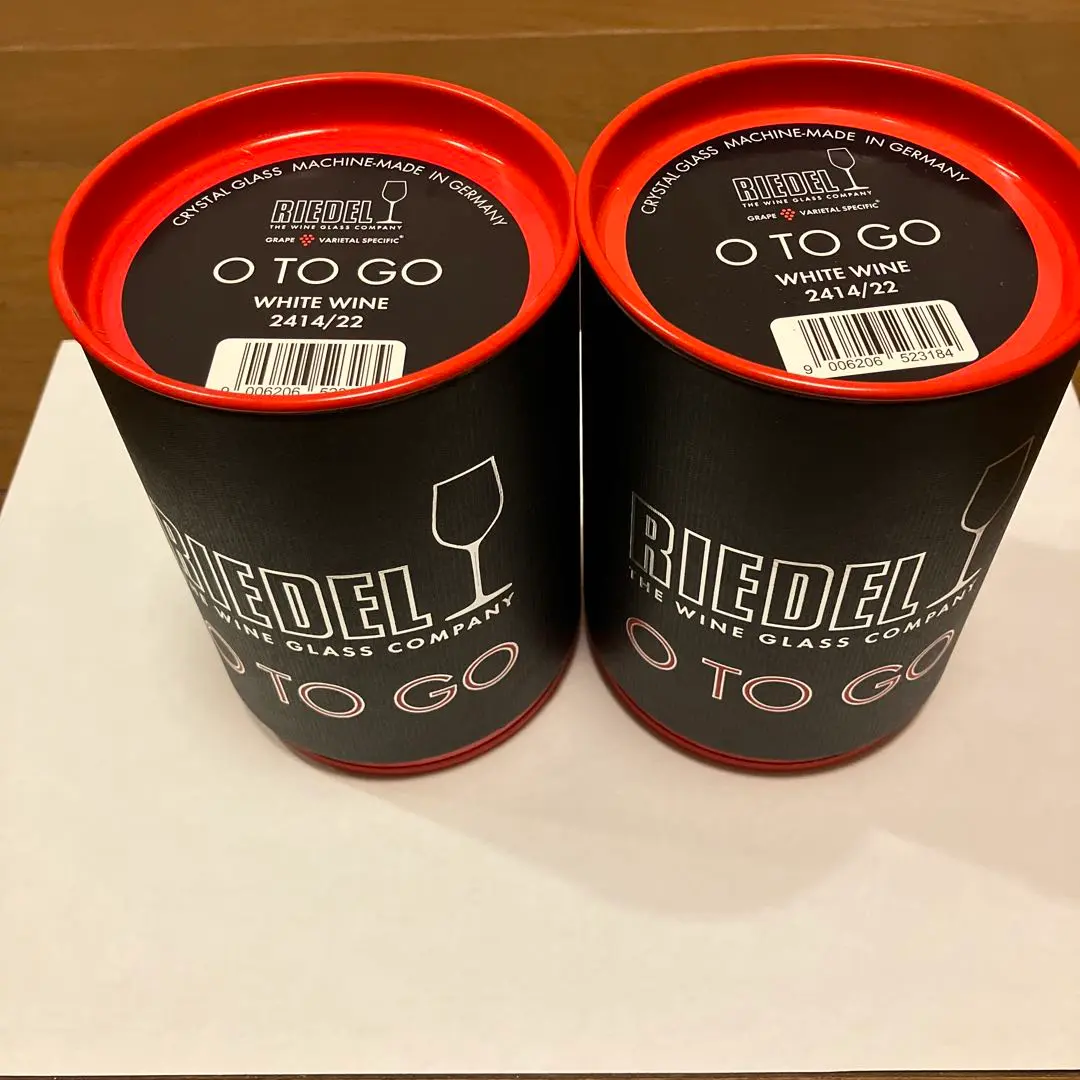 CRYSTAL GLASS MACHINE-MADE IN GERMANY
RIEDEL
THE WINE GLASS COMPANY
GRAPE VARIETAL SPECIFIC®
O TO GO
WHITE WINE
2414/22
9 006206
RIEDEL
WINE GLASS COMPANY
O TO GO
CRYSTAL GLASS MACHINE-MADE IN GERMANY
RIEDEL
THE WINE GLASS COMPANY
GRAPE VARIETAL SPECIFIC®
O TO GO
WHITE WINE
2414/22
9 006206 523184
RIEDEL
THE WINE GLASS COMPANY
O TO GO